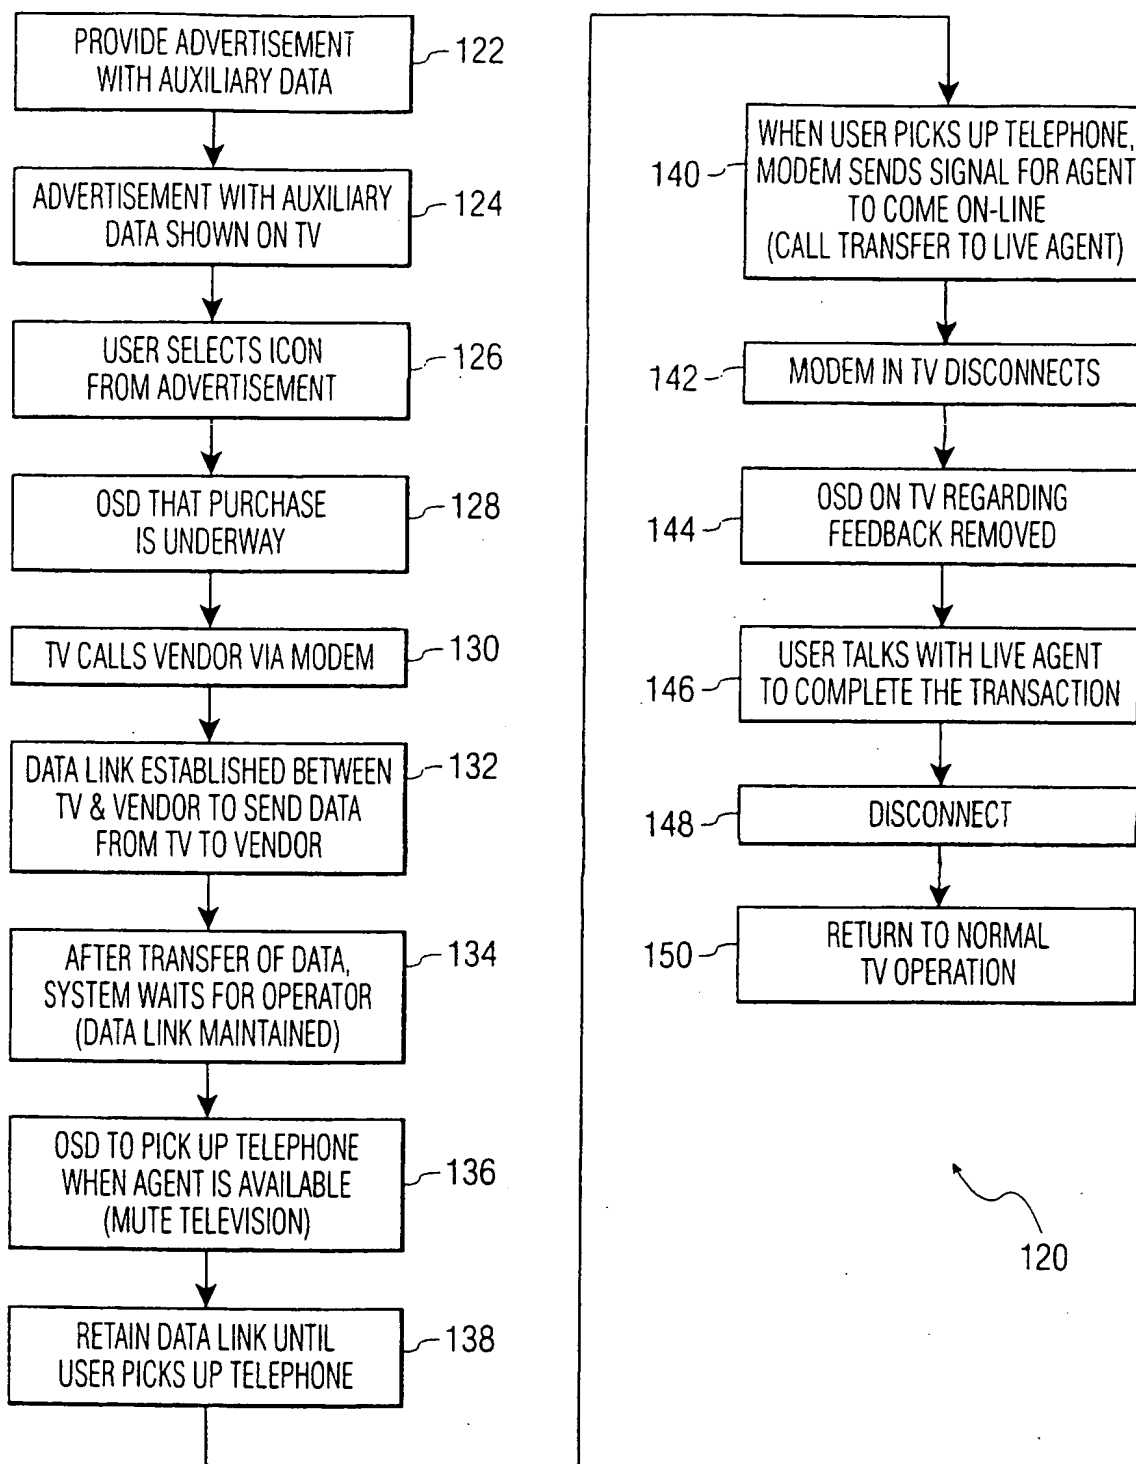 PROVIDE ADVERTISEMENT
WITH AUXILIARY DATA
122
ADVERTISEMENT WITH AUXILIARY
DATA SHOWN ON TV
124
USER SELECTS ICON
FROM ADVERTISEMENT
126
OSD THAT PURCHASE
IS UNDERWAY
128
TV CALLS VENDOR VIA MODEM
130
DATA LINK ESTABLISHED BETWEEN
TV & VENDOR TO SEND DATA
FROM TV TO VENDOR
132
AFTER TRANSFER OF DATA,
SYSTEM WAITS FOR OPERATOR
(DATA LINK MAINTAINED)
134
OSD TO PICK UP TELEPHONE
WHEN AGENT IS AVAILABLE
(MUTE TELEVISION)
136
RETAIN DATA LINK UNTIL
USER PICKS UP TELEPHONE
138
WHEN USER PICKS UP TELEPHONE,
MODEM SENDS SIGNAL FOR AGENT
TO COME ON-LINE
(CALL TRANSFER TO LIVE AGENT)
140
MODEM IN TV DISCONNECTS
142
OSD ON TV REGARDING
FEEDBACK REMOVED
144
USER TALKS WITH LIVE AGENT
TO COMPLETE THE TRANSACTION
146
DISCONNECT
148
RETURN TO NORMAL
TV OPERATION
150
120